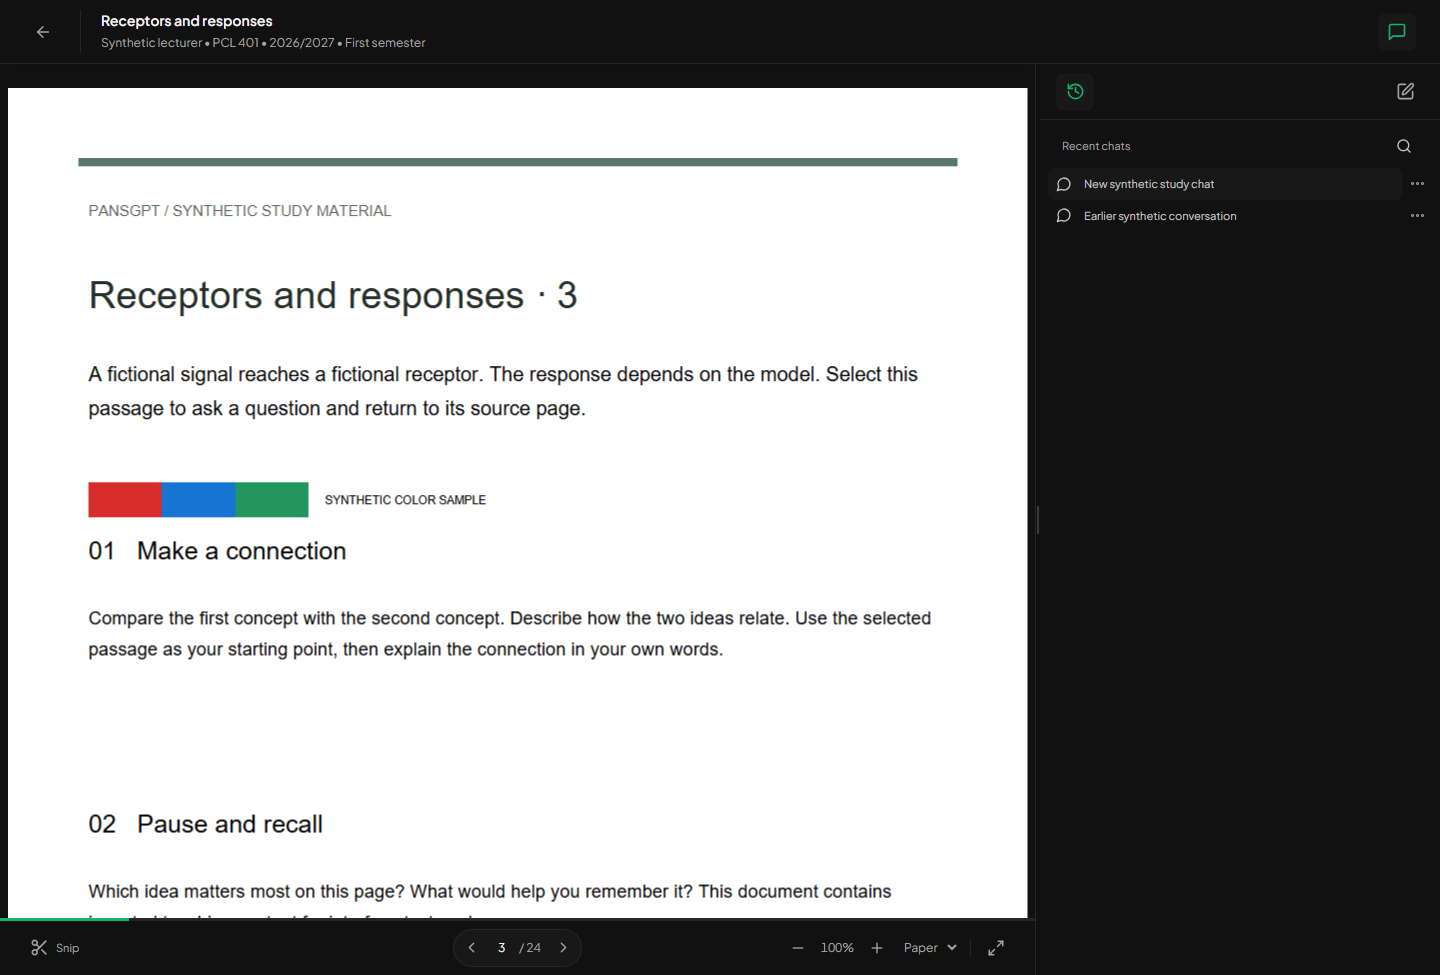 Receptors and responses
Synthetic lecturer • PCL 401 • 2026/2027 • First semester
PANSGPT / SYNTHETIC STUDY MATERIAL
Receptors and responses · 3
A fictional signal reaches a fictional receptor. The response depends on the model. Select this
passage to ask a question and return to its source page.
SYNTHETIC COLOR SAMPLE
01 Make a connection
Compare the first concept with the second concept. Describe how the two ideas relate. Use the selected
passage as your starting point, then explain the connection in your own words.
02 Pause and recall
Which idea matters most on this page? What would help you remember it? This document contains
Snip
3 / 24
100%
Paper
Recent chats
New synthetic study chat
Earlier synthetic conversation